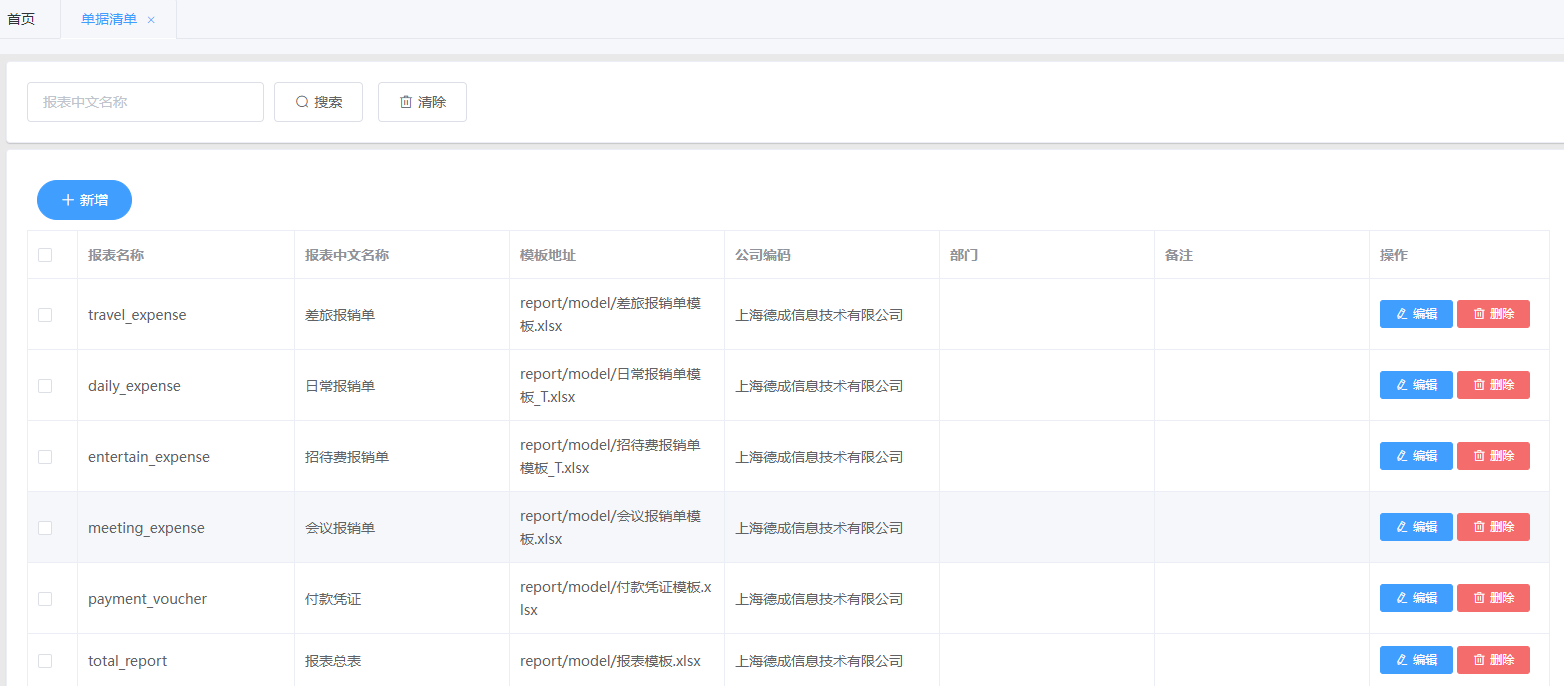 首页
单据清单
报表中文名称
搜索
清除
新增
报表名称 报表中文名称 模板地址 公司编码 部门 备注 操作
travel_expense 差旅报销单 report/model/差旅报销单模
板.xlsx
上海德成信息技术有限公司 编辑 删除
daily_expense 日常报销单 report/model/日常报销单模
板_T.xlsx
上海德成信息技术有限公司 编辑 删除
entertain_expense 招待费报销单 report/model/招待费报销单
模板_T.xlsx
上海德成信息技术有限公司 编辑 删除
meeting_expense 会议报销单 report/model/会议报销单模
板.xlsx
上海德成信息技术有限公司 编辑 删除
payment_voucher 付款凭证 report/model/付款凭证模板.x
lsx
上海德成信息技术有限公司 编辑 删除
total_report 报表总表 report/model/报表模板.xlsx 上海德成信息技术有限公司 编辑 删除